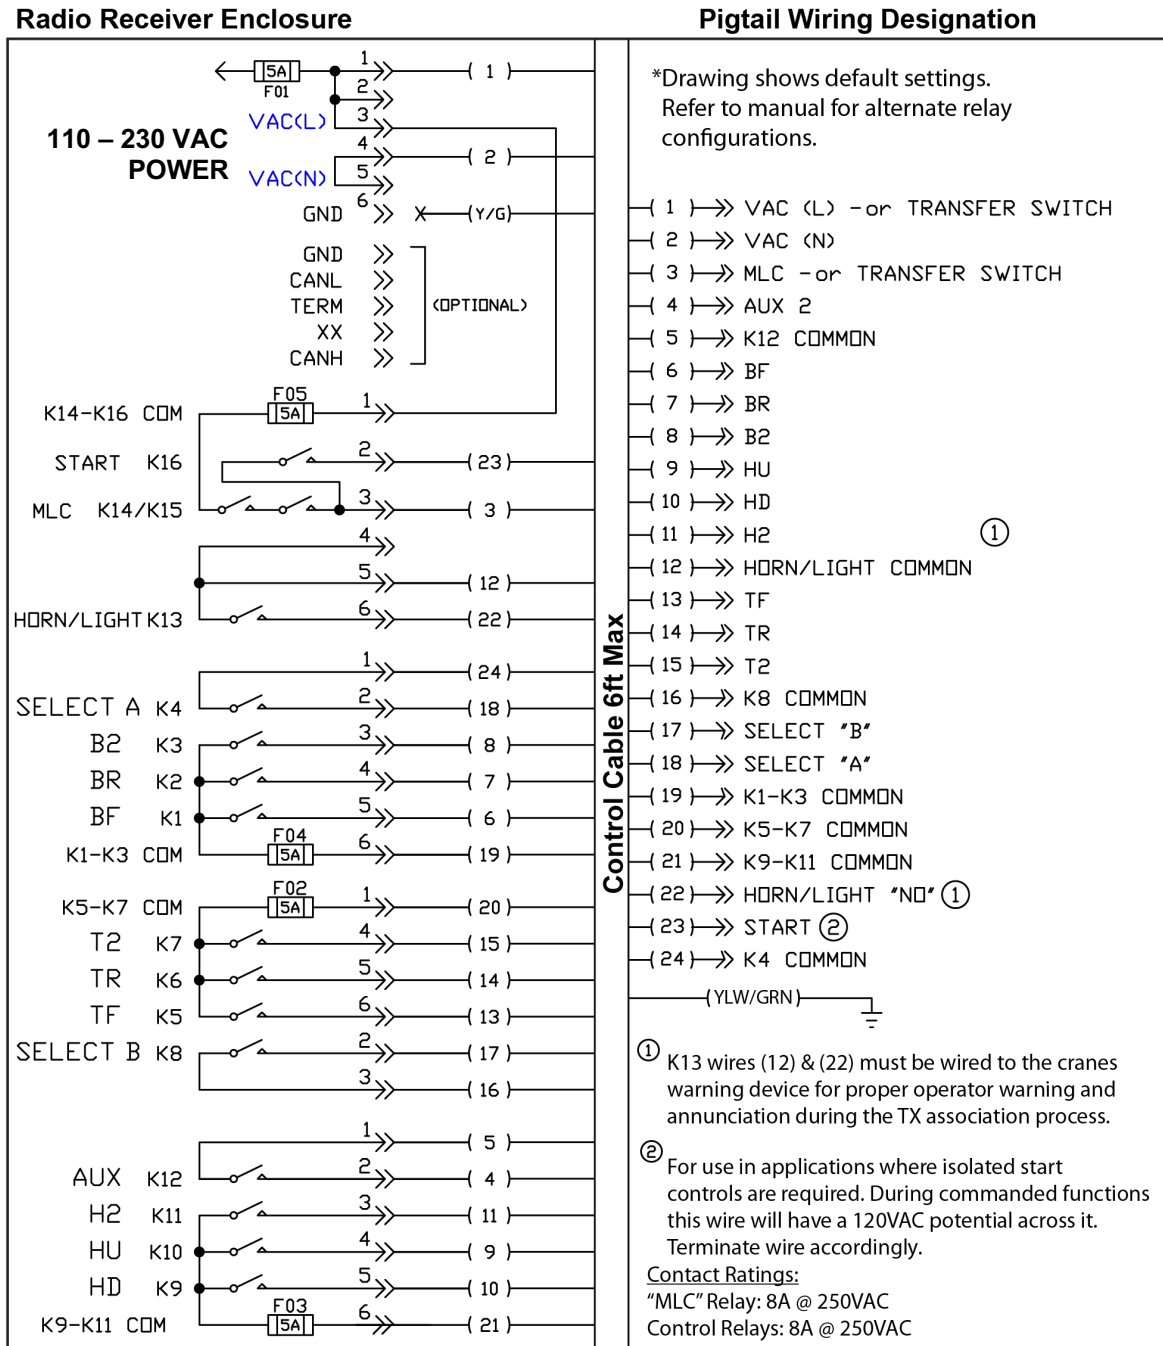 Radio Receiver Enclosure
Pigtail Wiring Designation
5A 1 ( 1 )
F01 2
VAC(L) 3
110 – 230 VAC
POWER
4 ( 2 )
VAC(N) 5
GND 6 X (Y/G)
GND
CANL
TERM (OPTIONAL)
XX
CANH
F05
K14-K16 COM 5A 1
START K16 2 (23)
MLC K14/K15 3 ( 3 )
4
5 (12)
HORN/LIGHT K13 6 (22)
1 (24)
SELECT A K4 2 (18)
B2 K3 3 ( 8 )
BR K2 4 ( 7 )
BF K1 5 ( 6 )
F04
K1-K3 COM 5A 6 (19)
F02
K5-K7 COM 5A 1 (20)
T2 K7 4 (15)
TR K6 5 (14)
TF K5 6 (13)
SELECT B K8 2 (17)
3 (16)
1 ( 5 )
AUX K12 2 ( 4 )
H2 K11 3 (11)
HU K10 4 ( 9 )
HD K9 5 (10)
F03
K9-K11 COM 5A 6 (21)
Control Cable 6ft Max
*Drawing shows default settings.
Refer to manual for alternate relay
configurations.
( 1 ) VAC (L) -or TRANSFER SWITCH
( 2 ) VAC (N)
( 3 ) MLC -or TRANSFER SWITCH
( 4 ) AUX 2
( 5 ) K12 COMMON
( 6 ) BF
( 7 ) BR
( 8 ) B2
( 9 ) HU
(10) HD
(11) H2 ①
(12) HORN/LIGHT COMMON
(13) TF
(14) TR
(15) T2
(16) K8 COMMON
(17) SELECT "B"
(18) SELECT "A"
(19) K1-K3 COMMON
(20) K5-K7 COMMON
(21) K9-K11 COMMON
(22) HORN/LIGHT "NO" ①
(23) START ②
(24) K4 COMMON
(YLW/GRN)
① K13 wires (12) & (22) must be wired to the cranes
warning device for proper operator warning and
annunciation during the TX association process.
② For use in applications where isolated start
controls are required. During commanded functions
this wire will have a 120VAC potential across it.
Terminate wire accordingly.
Contact Ratings:
“MLC” Relay: 8A @ 250VAC
Control Relays: 8A @ 250VAC